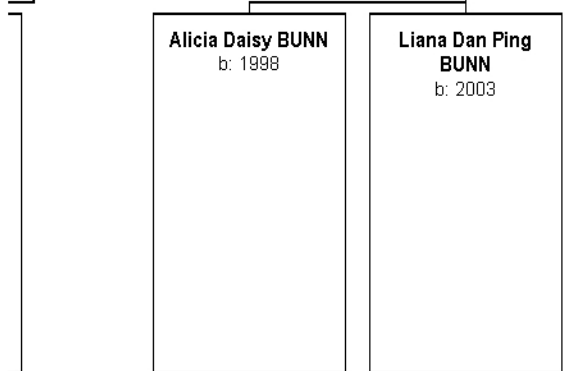 Alicia Daisy BUNN
b: 1998
Liana Dan Ping
BUNN
b: 2003